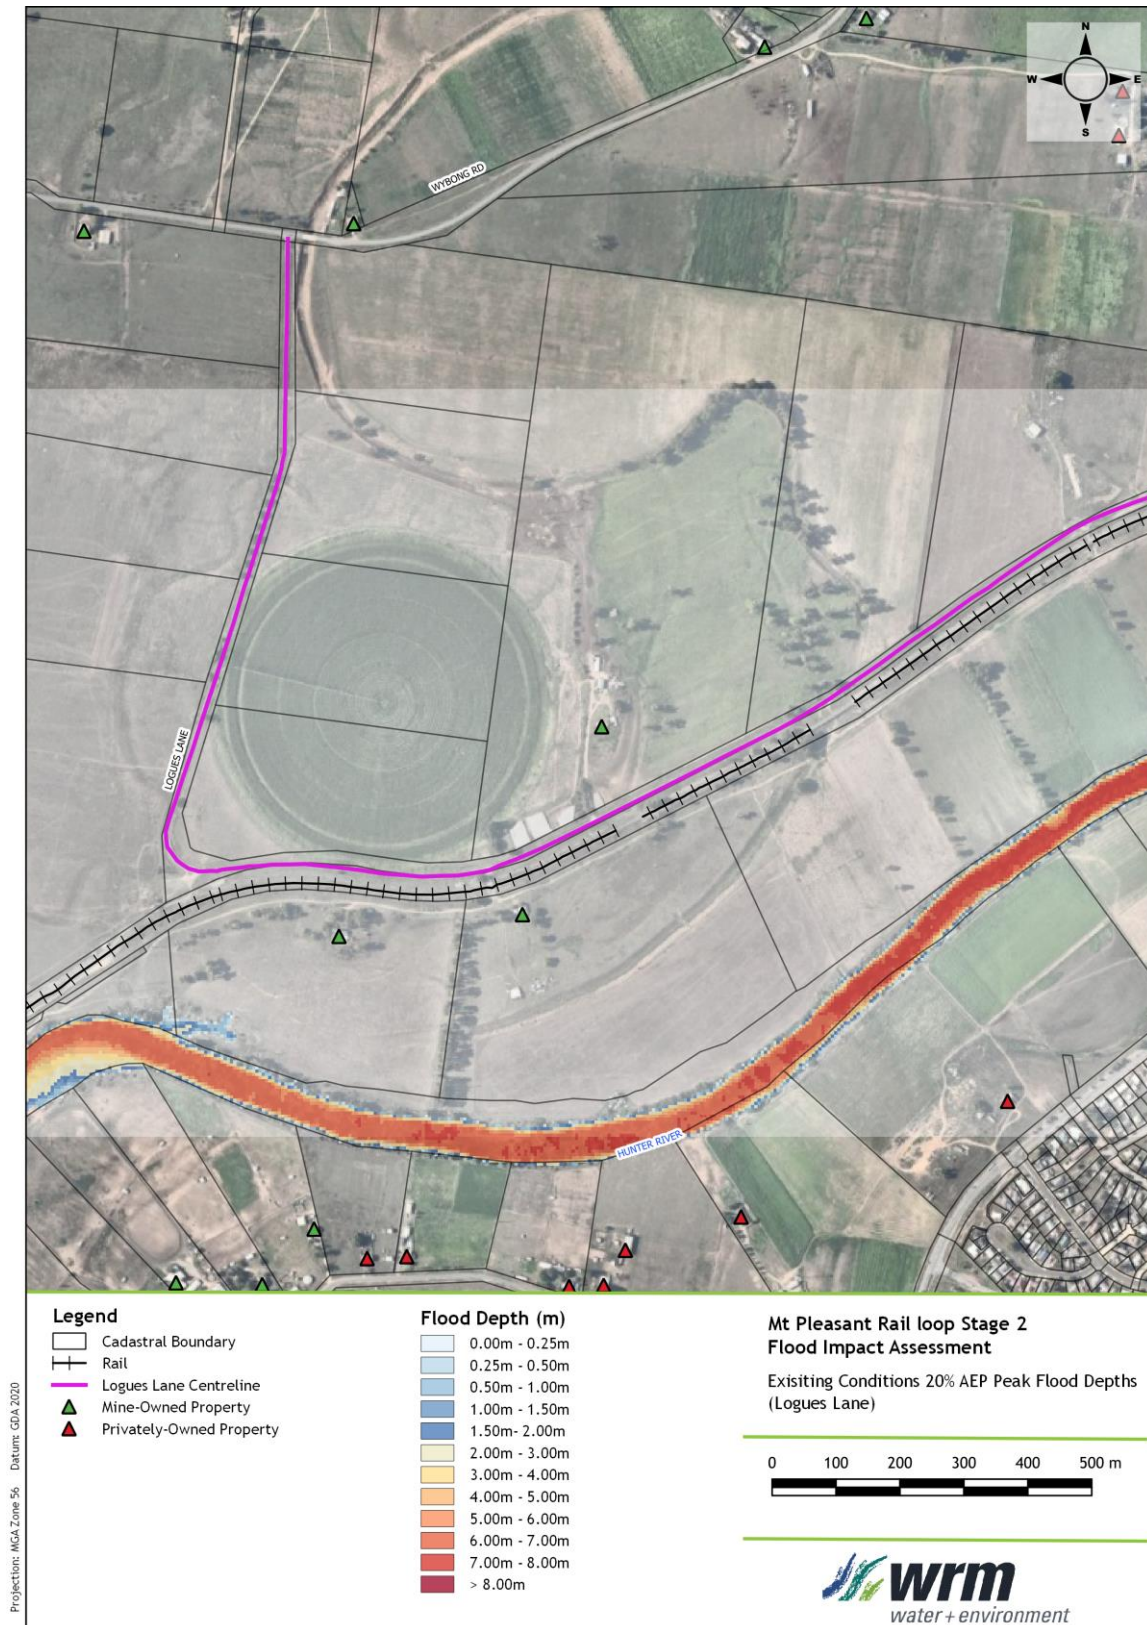 N
W E
S
WYBONG RD
LOGUES LANE
HUNTER RIVER
Legend
Cadastral Boundary
Rail
Logues Lane Centreline
Mine-Owned Property
Privately-Owned Property
Flood Depth (m)
0.00m - 0.25m
0.25m - 0.50m
0.50m - 1.00m
1.00m - 1.50m
1.50m- 2.00m
2.00m - 3.00m
3.00m - 4.00m
4.00m - 5.00m
5.00m - 6.00m
6.00m - 7.00m
7.00m - 8.00m
> 8.00m
Mt Pleasant Rail loop Stage 2
Flood Impact Assessment
Exisiting Conditions 20% AEP Peak Flood Depths
(Logues Lane)
0 100 200 300 400 500 m
wrm
water + environment
Projection: MGA Zone 56 Datum: GDA 2020